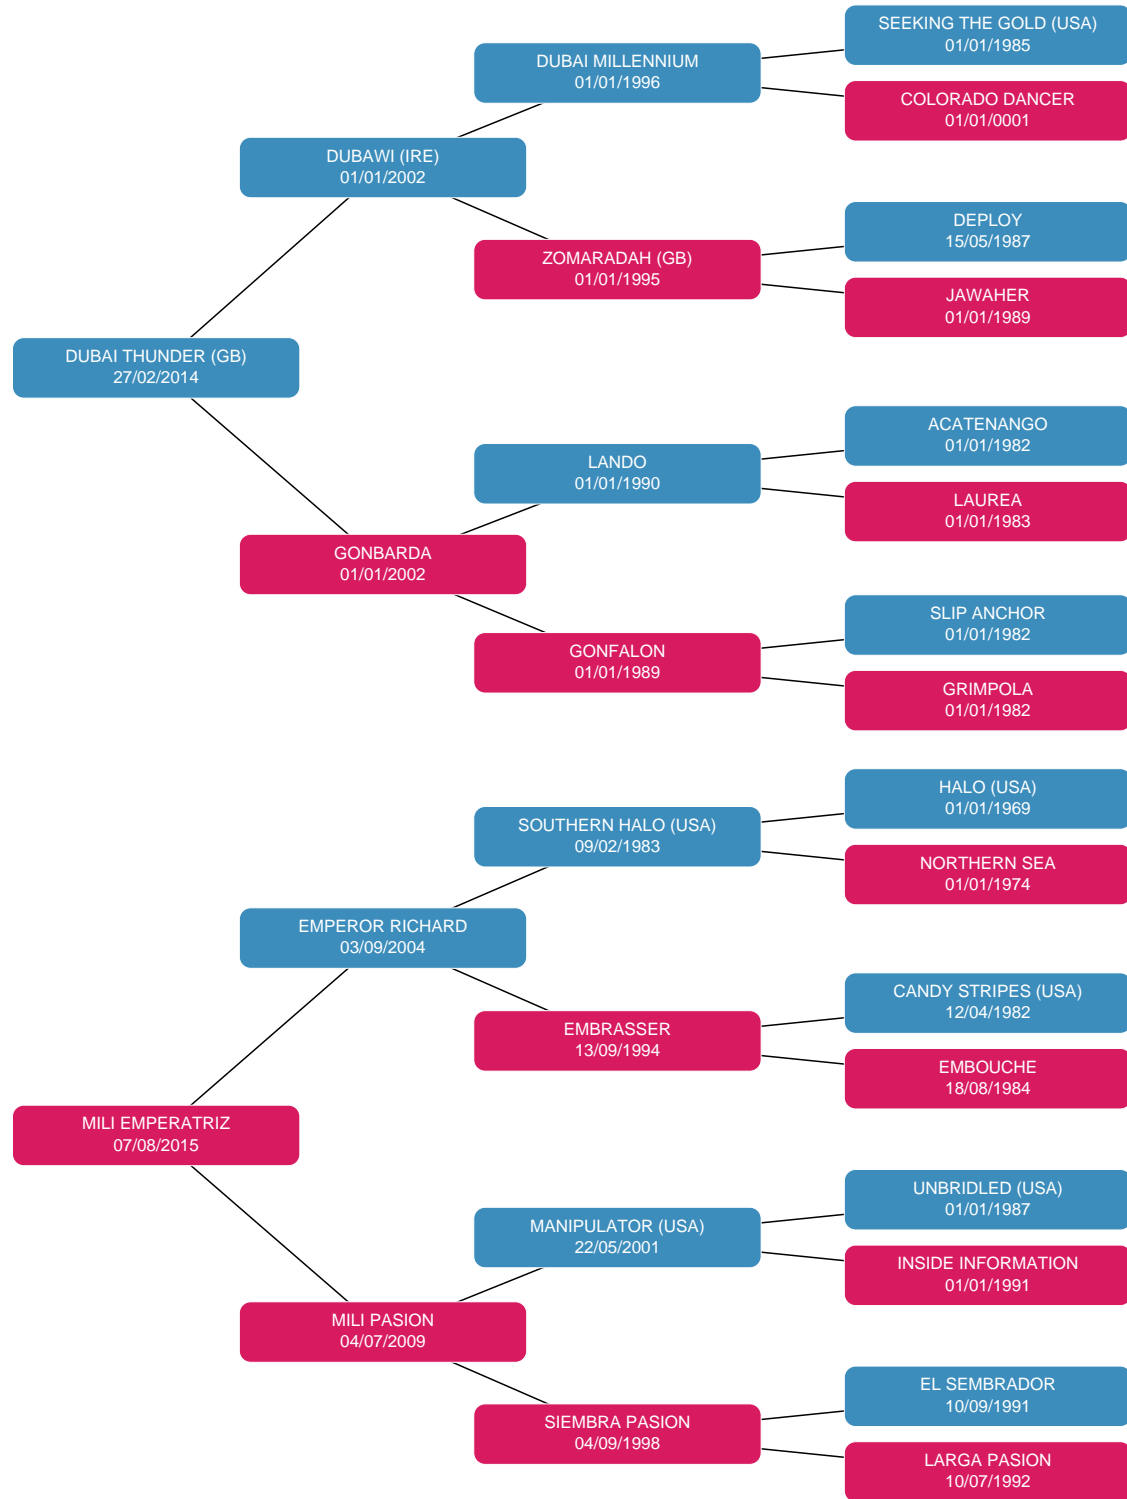 SEEKING THE GOLD (USA)
01/01/1985
DUBAI MILLENNIUM
01/01/1996
COLORADO DANCER
01/01/0001
DUBAWI (IRE)
01/01/2002
DEPLOY
15/05/1987
ZOMARADAH (GB)
01/01/1995
JAWAHER
01/01/1989
DUBAI THUNDER (GB)
27/02/2014
ACATENANGO
01/01/1982
LANDO
01/01/1990
LAUREA
01/01/1983
GONBARDA
01/01/2002
SLIP ANCHOR
01/01/1982
GONFALON
01/01/1989
GRIMPOLA
01/01/1982
HALO (USA)
01/01/1969
SOUTHERN HALO (USA)
09/02/1983
NORTHERN SEA
01/01/1974
EMPEROR RICHARD
03/09/2004
CANDY STRIPES (USA)
12/04/1982
EMBRASSER
13/09/1994
EMBOUCHE
18/08/1984
MILI EMPERATRIZ
07/08/2015
UNBRIDLED (USA)
01/01/1987
MANIPULATOR (USA)
22/05/2001
INSIDE INFORMATION
01/01/1991
MILI PASION
04/07/2009
EL SEMBRADOR
10/09/1991
SIEMBRA PASION
04/09/1998
LARGA PASION
10/07/1992